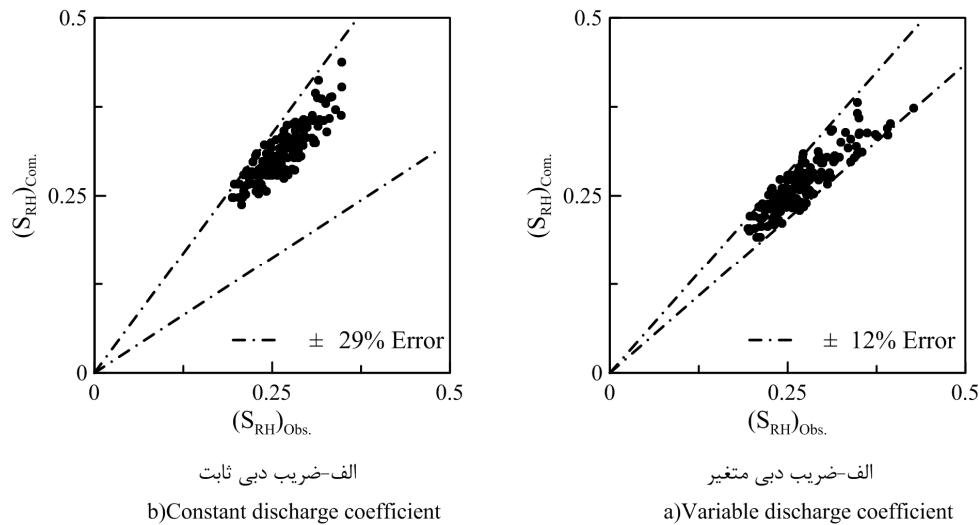 0.5
0.25
0
(S_RH)_Com.
± 29% Error
0 0.25 0.5
(S_RH)_Obs.
الف-ضریب دبی ثابت
b)Constant discharge coefficient
0.5
0.25
0
(S_RH)_Com.
± 12% Error
0 0.25 0.5
(S_RH)_Obs.
الف-ضریب دبی متغیر
a)Variable discharge coefficient